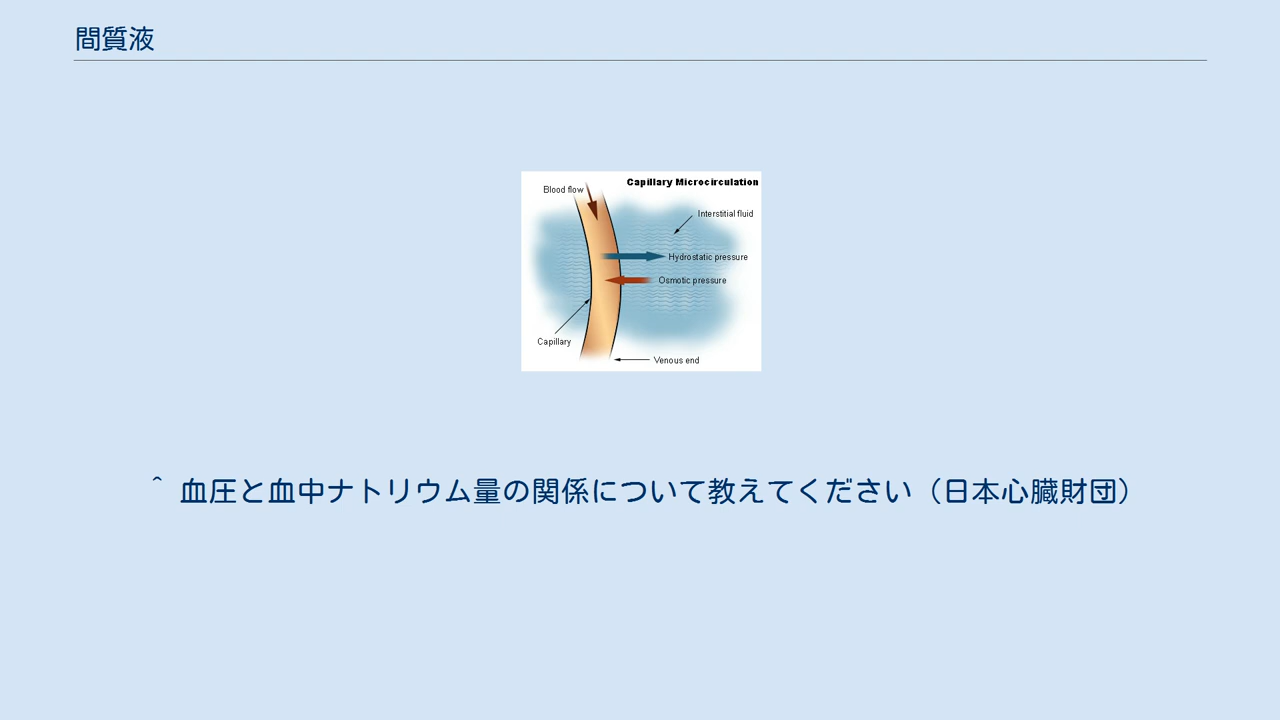 間質液
Capillary Microcirculation
Blood flow
Interstitial fluid
Hydrostatic pressure
Osmotic pressure
Capillary
Venous end
^ 血圧と血中ナトリウム量の関係について教えてください（日本心臓財団）